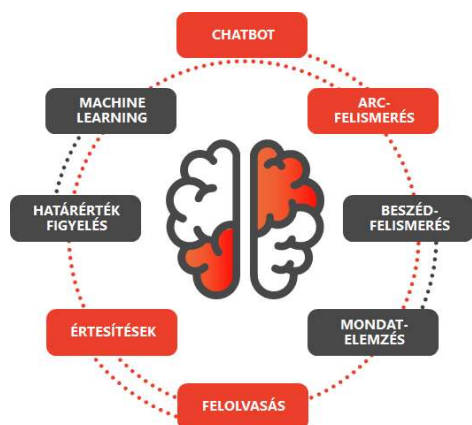 CHATBOT
MACHINE
LEARNING
ARC-
FELISMERÉS
HATÁRÉRTÉK
FIGYELÉS
BESZÉD-
FELISMERÉS
ÉRTESÍTÉSEK
MONDAT-
ELEMZÉS
FELOLVASÁS